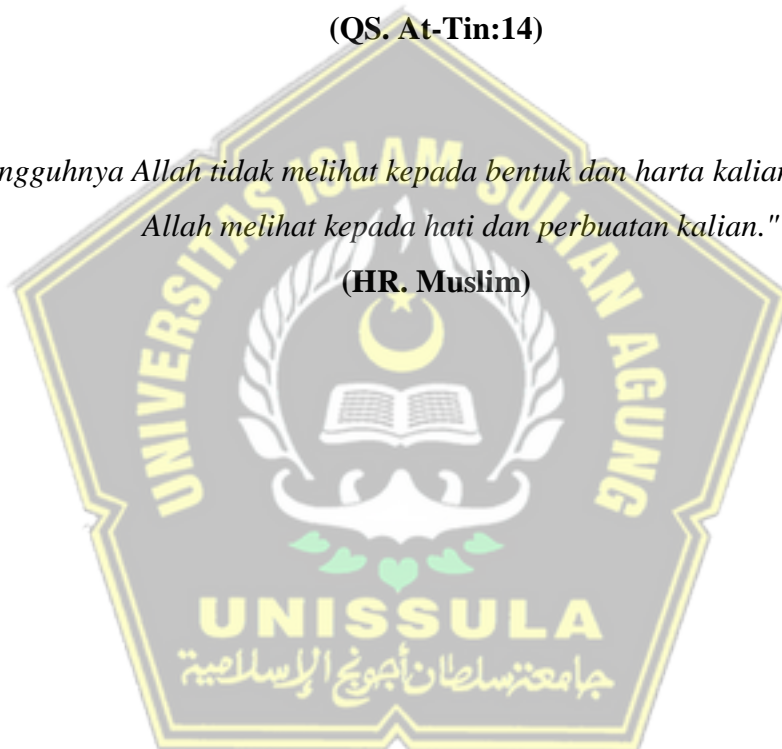 (QS. At-Tin:14)
ngguhnya Allah tidak melihat kepada bentuk dan harta kalian
Allah melihat kepada hati dan perbuatan kalian."
(HR. Muslim)
UNIVERSITAS ISLAM SULTAN AGUNG
UNISSULA
جامعة سلطان أجونج الإسلامية